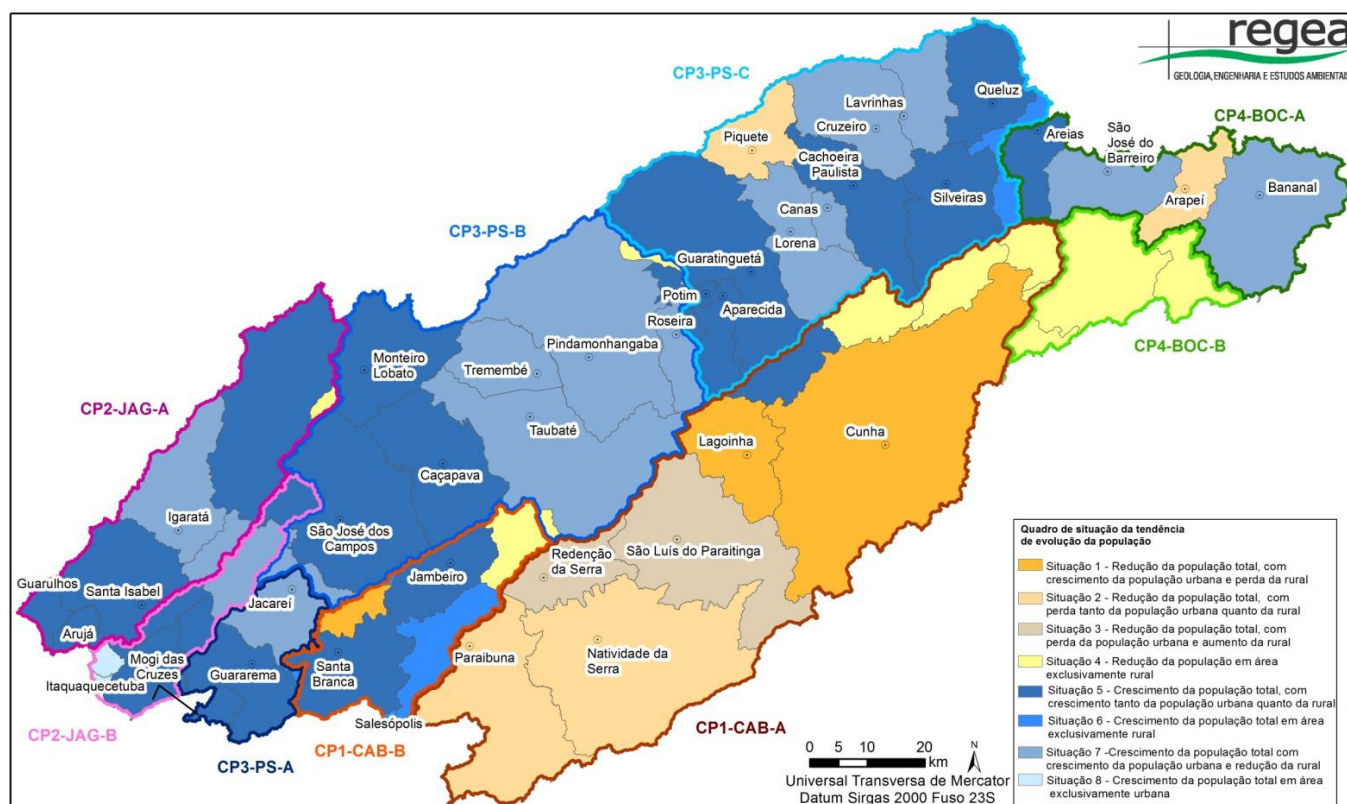 regea
GEOLOGIA, ENGENHARIA E ESTUDOS AMBIENTAIS
CP3-PS-C
Queluz
Lavrinhas
Cruzeiro
Piquete
CP4-BOC-A
Areias
São
José do
Barreiro
Cachoeira
Paulista
Silveiras
Arapeí
Bananal
Canas
Lorena
CP3-PS-B
Guaratinguetá
Potim
Aparecida
Roseira
Pindamonhangaba
Monteiro
Lobato
Tremembé
CP4-BOC-B
CP2-JAG-A
Taubaté
Lagoinha
Cunha
Caçapava
Igaratá
São José dos
Campos
São Luís do Paraitinga
Redenção
da Serra
Jambeiro
Guarulhos
Santa Isabel
Jacareí
Arujá
Mogi das
Cruzes
Itaquaquecetuba
Guararema
Santa
Branca
Paraibuna
Natividade da
Serra
Salesópolis
CP2-JAG-B
CP3-PS-A
CP1-CAB-B
CP1-CAB-A
0 5 10 20
km
N
Universal Transversa de Mercator
Datum Sirgas 2000 Fuso 23S
Quadro de situação da tendência
de evolução da população
Situação 1 - Redução da população total, com
crescimento da população urbana e perda da rural
Situação 2 - Redução da população total, com
perda tanto da população urbana quanto da rural
Situação 3 - Redução da população total, com
perda da população urbana e aumento da rural
Situação 4 - Redução da população em área
exclusivamente rural
Situação 5 - Crescimento da população total, com
crescimento tanto da população urbana quanto da rural
Situação 6 - Crescimento da população total em área
exclusivamente rural
Situação 7 -Crescimento da população total com
crescimento da população urbana e redução da rural
Situação 8 - Crescimento da população total em área
exclusivamente urbana